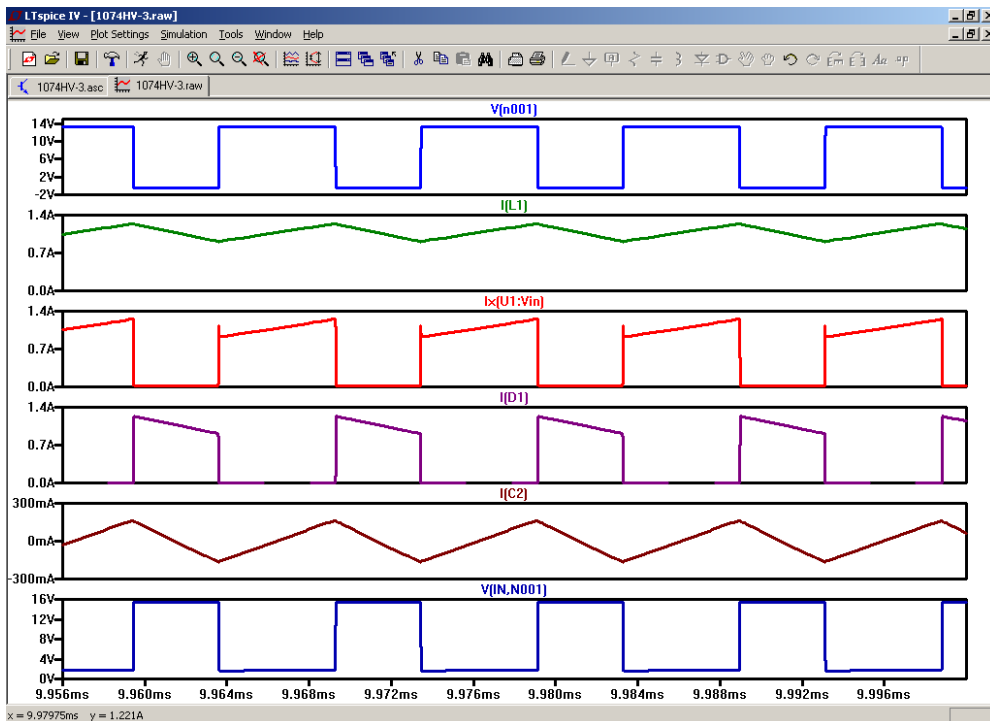 LTspice IV - [1074HV-3.raw]
File View Plot Settings Simulation Tools Window Help
1074HV-3.asc 1074HV-3.raw
V(n001)
14V
10V
6V
2V
-2V
I(L1)
1.4A
0.7A
0.0A
Ix(U1:Vin)
1.4A
0.7A
0.0A
I(D1)
1.4A
0.7A
0.0A
I(C2)
300mA
0mA
-300mA
V(IN,N001)
16V
12V
8V
4V
0V
9.956ms 9.960ms 9.964ms 9.968ms 9.972ms 9.976ms 9.980ms 9.984ms 9.988ms 9.992ms 9.996ms
x = 9.97975ms y = 1.221A